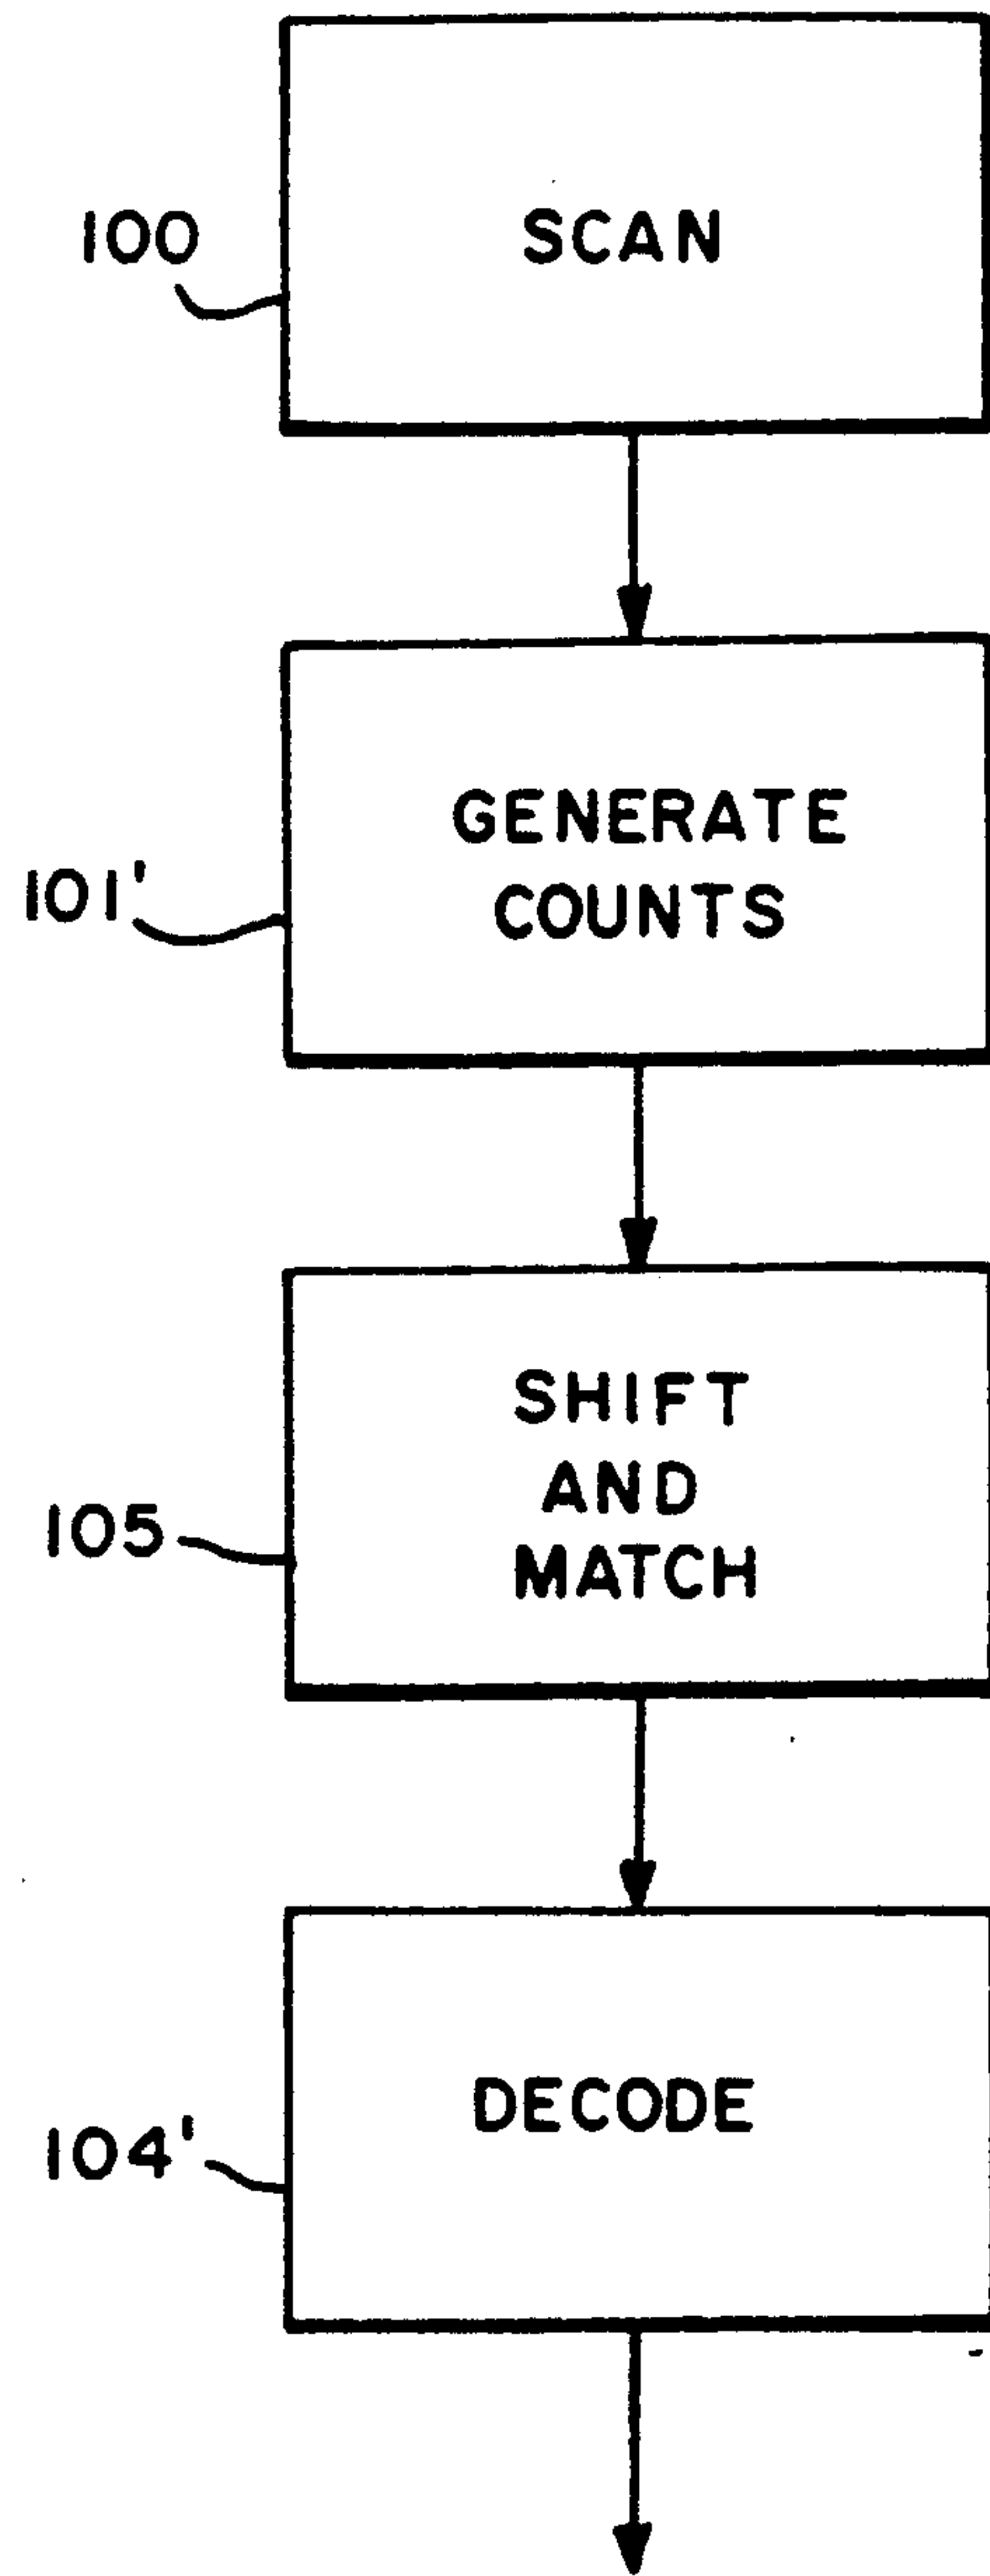 100
SCAN
101'
GENERATE
COUNTS
105
SHIFT
AND
MATCH
104'
DECODE